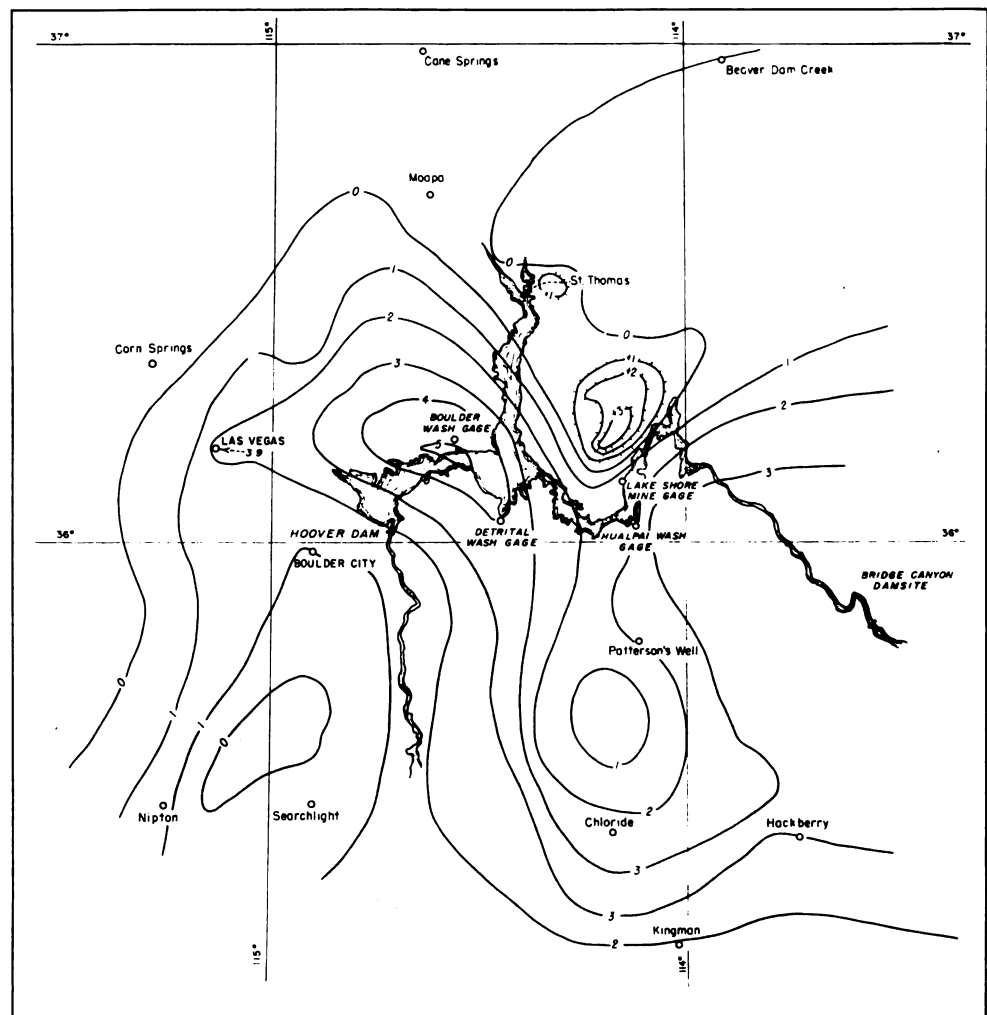 115°
114°
37°
37°
Cane Springs
Beaver Dam Creek
Moapa
0
0
St. Thomas
+1
1
0
2
+1
1
+2
Corn Springs
3
2
+3
4
BOULDER
WASH GAGE
LAS VEGAS
3 9
5
3
LAKE SHORE
MINE GAGE
HOOVER DAM
DETRITAL
WASH GAGE
HUALPAI WASH
GAGE
36°
36°
BOULDER CITY
BRIDGE CANYON
DAMSITE
Patterson's Well
0
1
1
0
1
2
Nipton
Searchlight
Chloride
Hackberry
3
3
Kingman
2
115°
114°